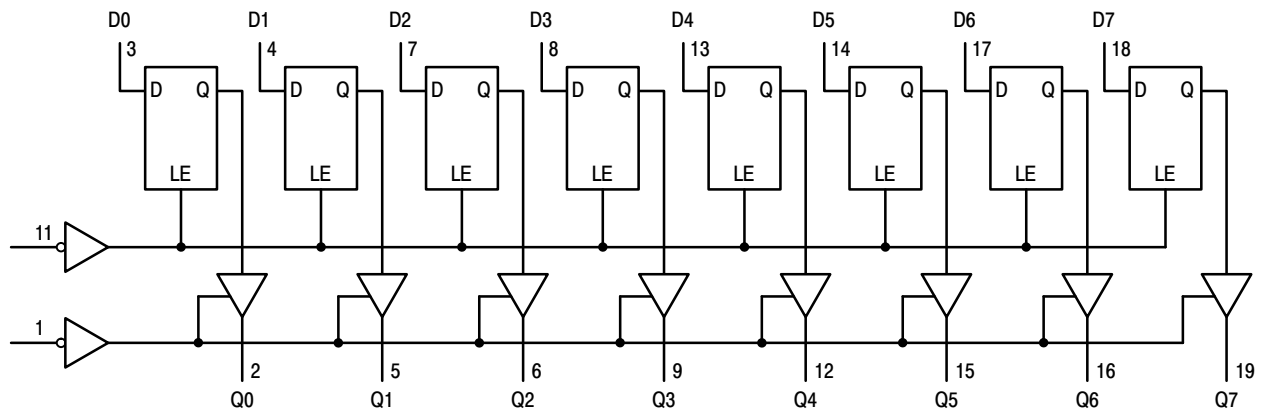 D0 D1 D2 D3 D4 D5 D6 D7
3 4 7 8 13 14 17 18
D Q D Q D Q D Q D Q D Q D Q D Q
LE LE LE LE LE LE LE LE
11
1
2 5 6 9 12 15 16 19
Q0 Q1 Q2 Q3 Q4 Q5 Q6 Q7